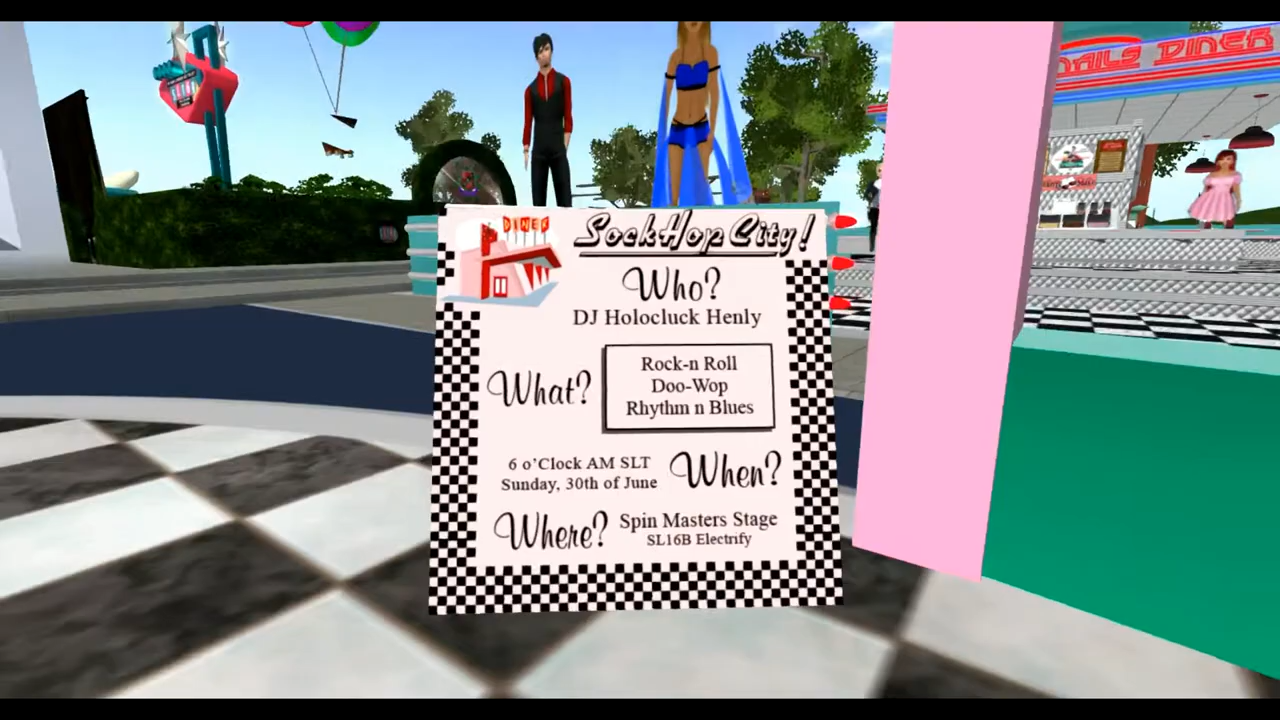 DINER
SockHop City!
Who?
DJ Holocluck Henly
What?
Rock-n Roll
Doo-Wop
Rhythm n Blues
6 o'Clock AM SLT
Sunday, 30th of June
When?
Where?
Spin Masters Stage
SL16B Electrify
NAILS DINER